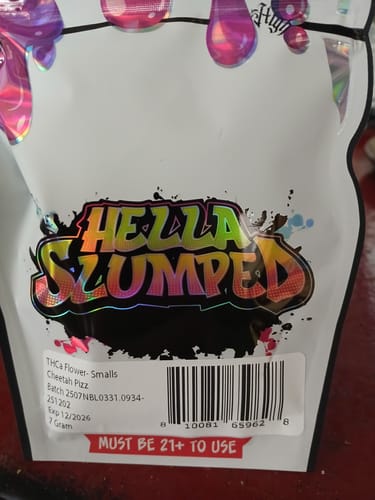 High
HELLA
SLUMPED
THCa Flower- Smalls
Cheetah Pizz
Batch 2507NBL0331.0934-
251202
Exp 12/2026
7 Gram
8 10081 65962 8
MUST BE 21+ TO USE